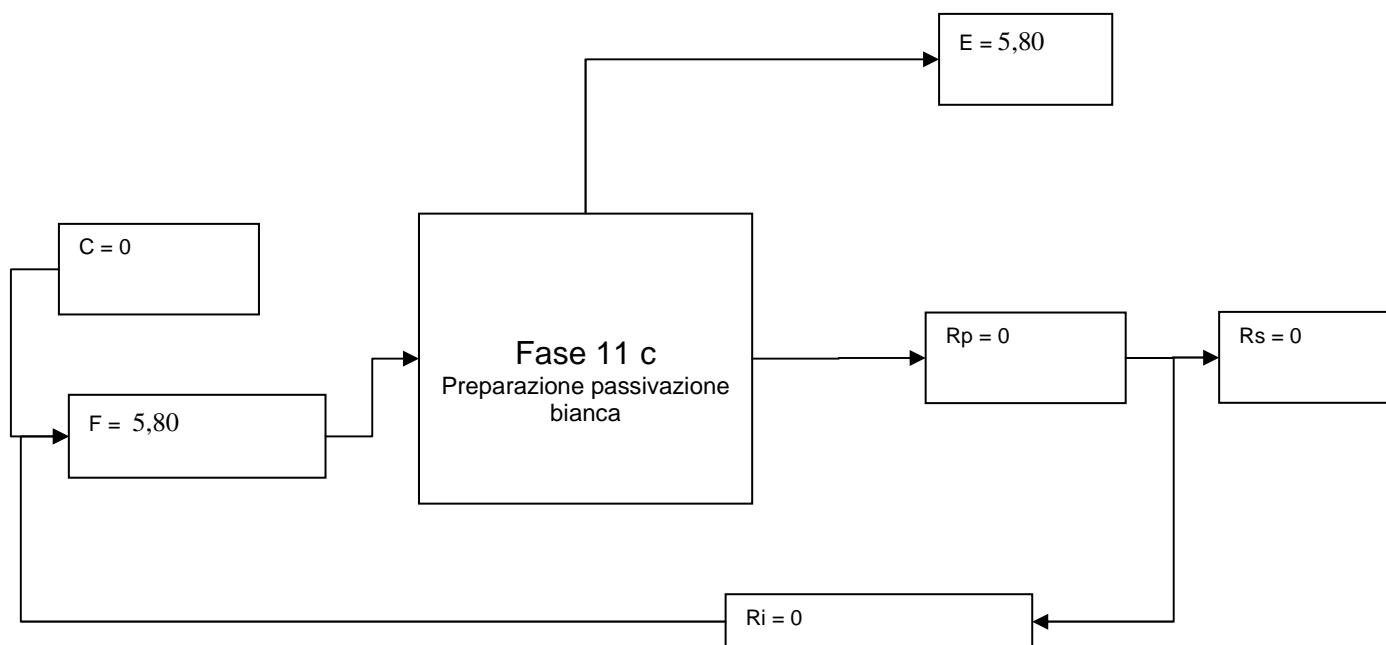 E = 5,80
C = 0
Fase 11 c
Preparazione passivazione
bianca
Rp = 0
Rs = 0
F = 5,80
Ri = 0